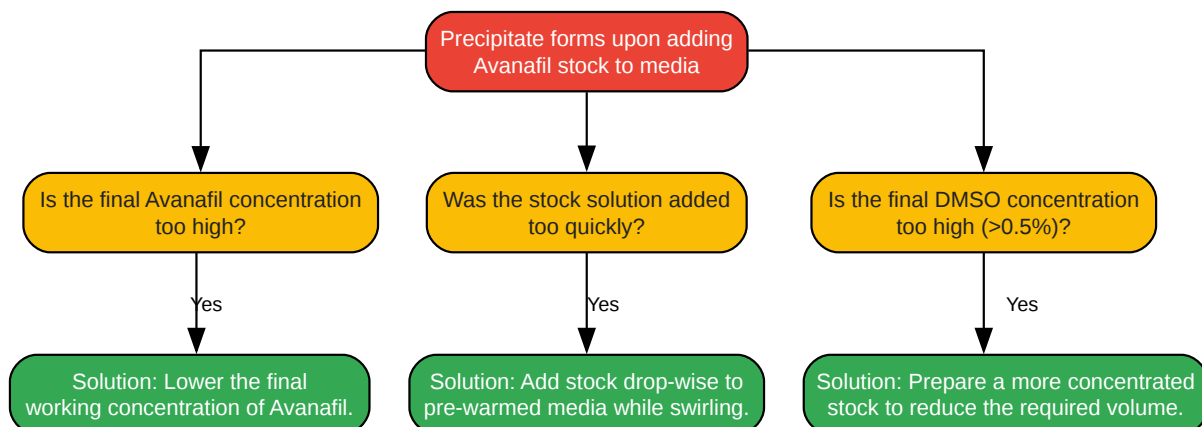 Precipitate forms upon adding
Avanafil stock to media
Is the final Avanafil concentration
too high?
Was the stock solution added
too quickly?
Is the final DMSO concentration
too high (>0.5%)?
Yes
Yes
Yes
Solution: Lower the final
working concentration of Avanafil.
Solution: Add stock drop-wise to
pre-warmed media while swirling.
Solution: Prepare a more concentrated
stock to reduce the required volume.